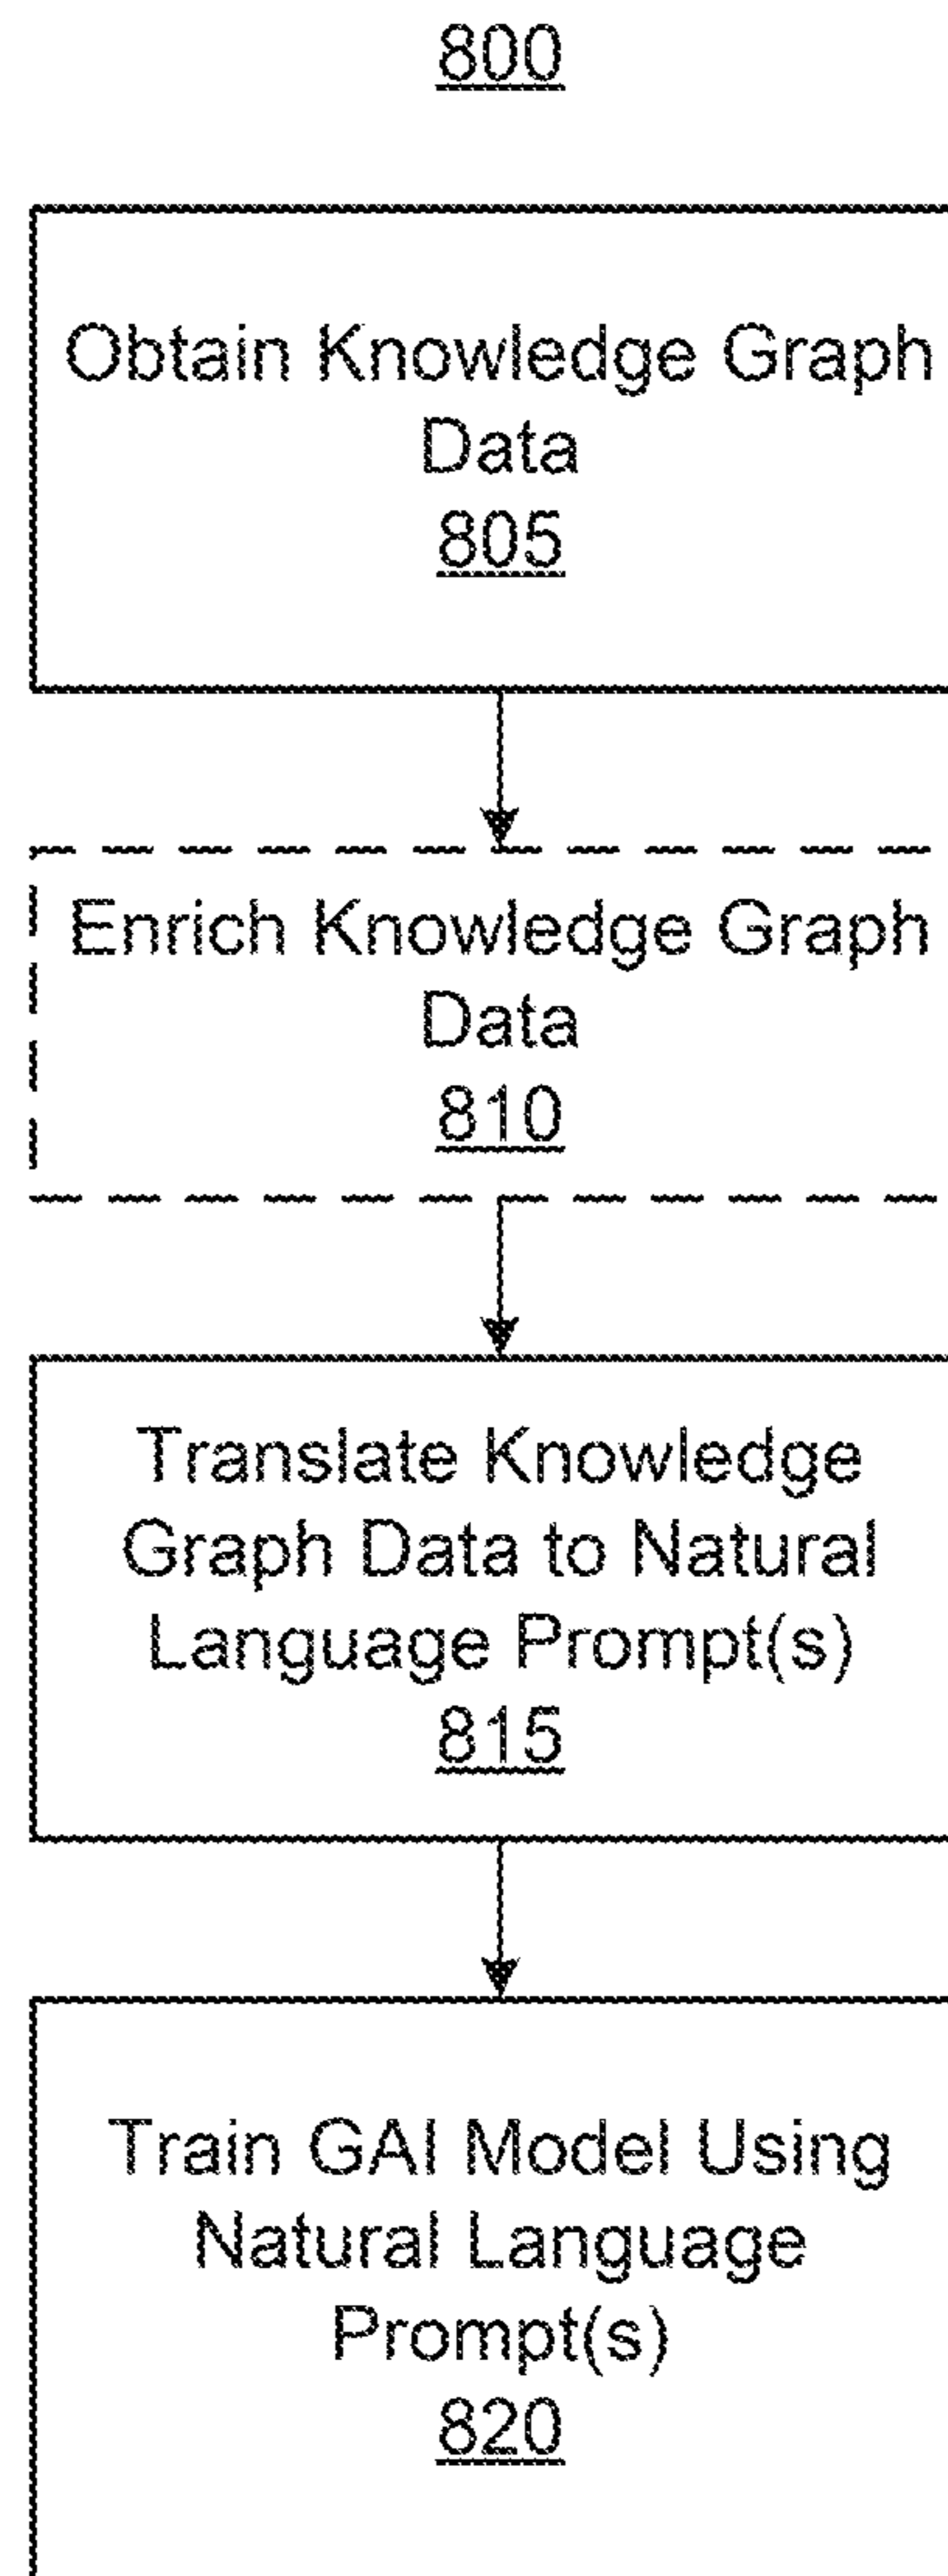 800
Obtain Knowledge Graph
Data
805
Enrich Knowledge Graph
Data
810
Translate Knowledge
Graph Data to Natural
Language Prompt(s)
815
Train GAI Model Using
Natural Language
Prompt(s)
820